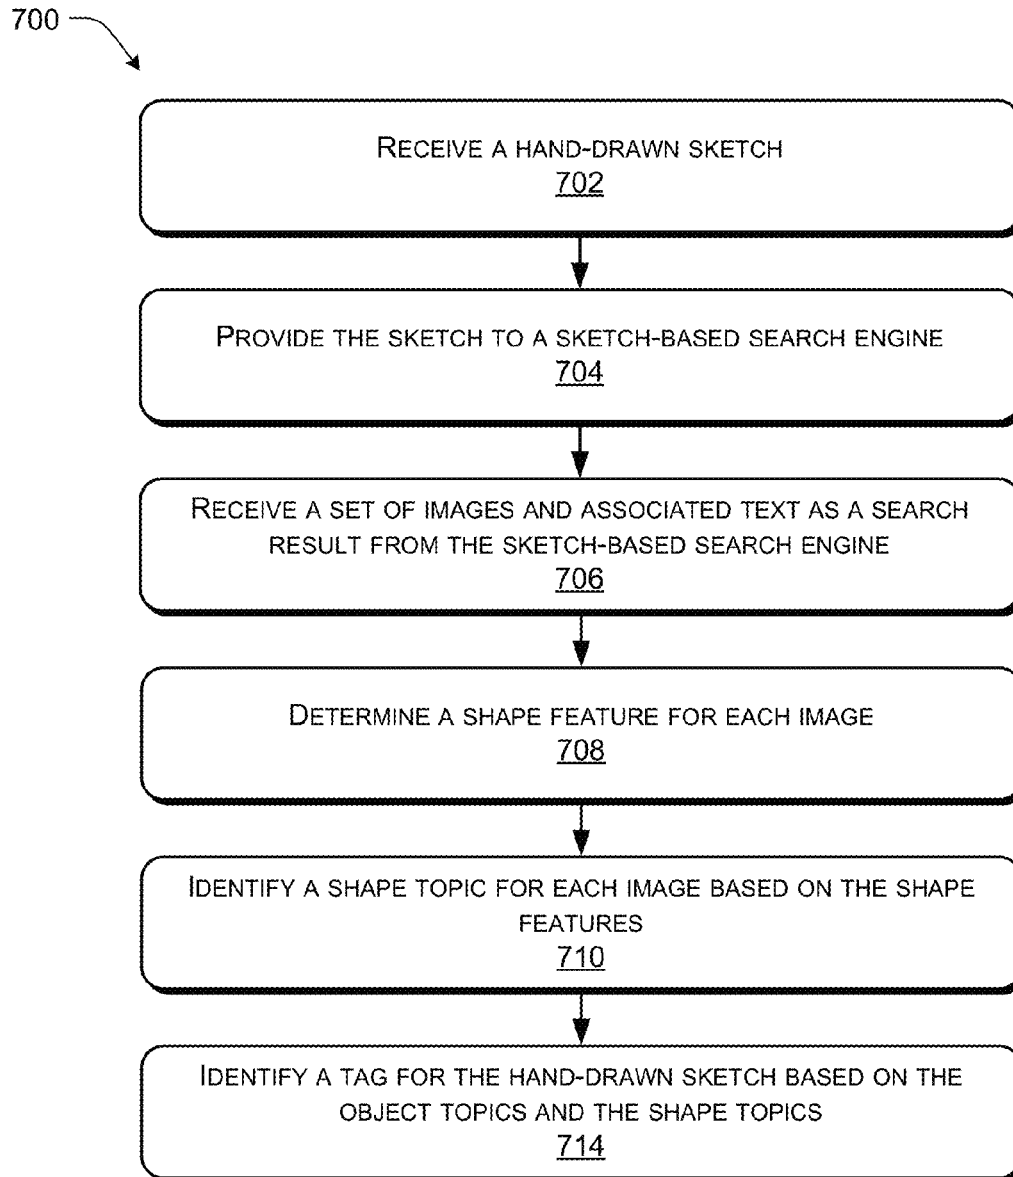 700
RECEIVE A HAND-DRAWN SKETCH
702
PROVIDE THE SKETCH TO A SKETCH-BASED SEARCH ENGINE
704
RECEIVE A SET OF IMAGES AND ASSOCIATED TEXT AS A SEARCH
RESULT FROM THE SKETCH-BASED SEARCH ENGINE
706
DETERMINE A SHAPE FEATURE FOR EACH IMAGE
708
IDENTIFY A SHAPE TOPIC FOR EACH IMAGE BASED ON THE SHAPE
FEATURES
710
IDENTIFY A TAG FOR THE HAND-DRAWN SKETCH BASED ON THE
OBJECT TOPICS AND THE SHAPE TOPICS
714